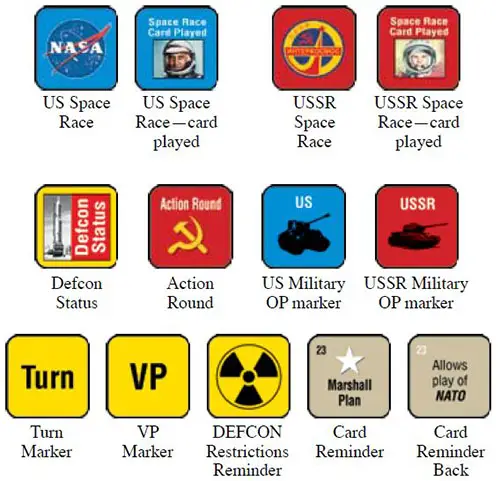 NASA
Space Race
Card Played
ИНТЕРКОСМОС
Space Race
Card Played
US Space
Race
US Space
Race—card
played
USSR
Space
Race
USSR Space
Race—card
played
Defcon
Status
Action Round
US
USSR
Defcon
Status
Action
Round
US Military
OP marker
USSR Military
OP marker
Turn
VP
23
Marshall
Plan
23
Allows
play of
NATO
Turn
Marker
VP
Marker
DEFCON
Restrictions
Reminder
Card
Reminder
Card
Reminder
Back